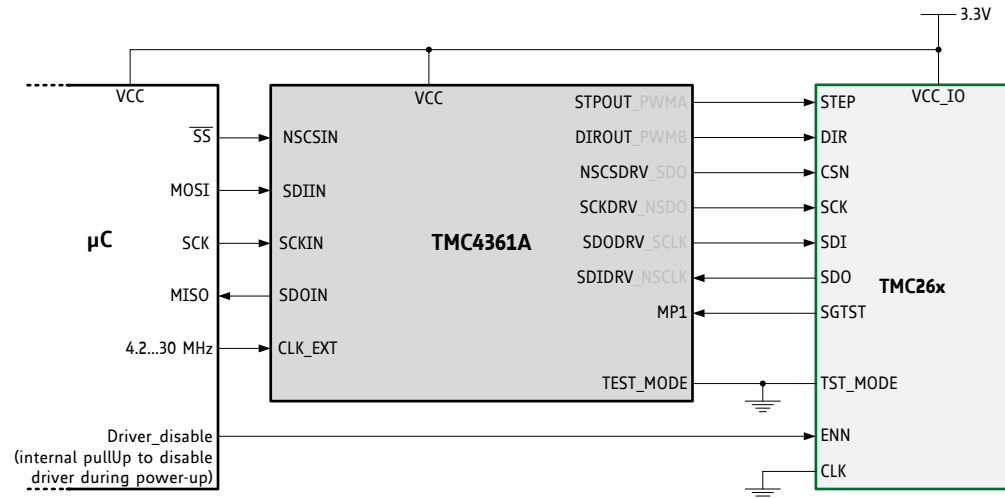 3.3V
VCC
VCC
VCC_IO
STPOUT_PWMA
STEP
SS
NSCSIN
DIROUT_PWMB
DIR
NSCSDRV_SDO
CSN
MOSI
SDIIN
SCKDRV_NSDO
SCK
µC
SCK
SCKIN
TMC4361A
SDODRV_SCLK
SDI
SDIDRV_NSCLK
SDO
TMC26x
MISO
SDOIN
MP1
SGTST
4.2...30 MHz
CLK_EXT
TEST_MODE
TST_MODE
Driver_disable
(internal pullUp to disable
driver during power-up)
ENN
CLK